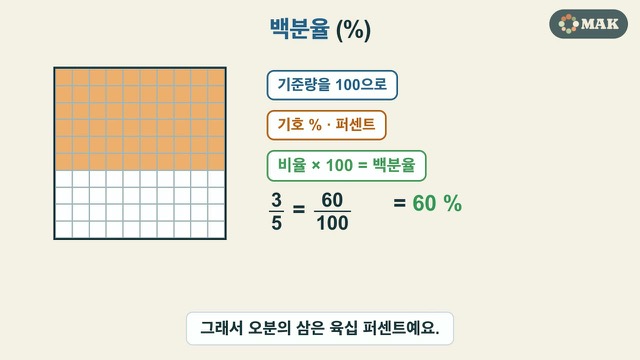 백분율 (%)
MAK
기준량을 100으로
기호 % · 퍼센트
비율 × 100 = 백분율
3/5 = 60/100 = 60 %
그래서 오분의 삼은 육십 퍼센트예요.